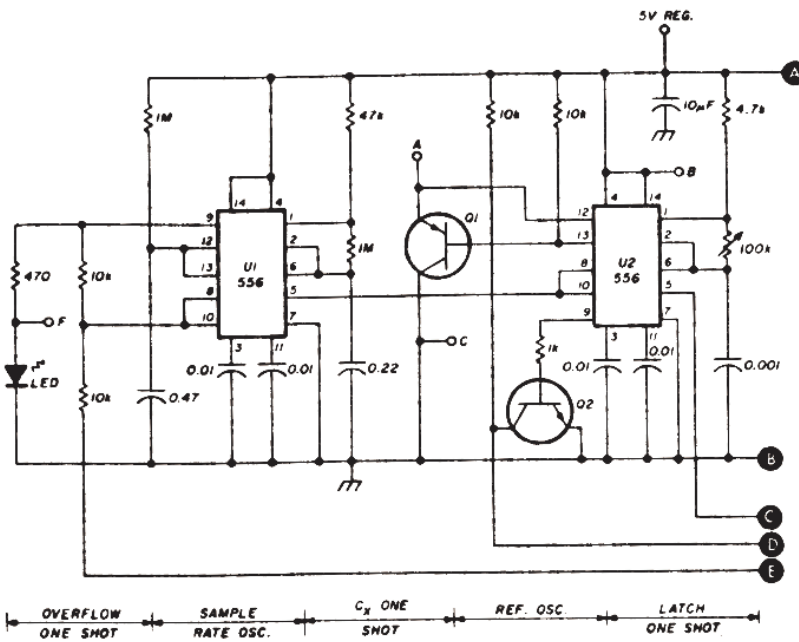 5V REG.
A
1M
47k
10k
10k
10µF
4.7k
A
B
14
4
4
14
9
1
Q1
12
1
12
2
13
2
100k
470
10k
13
U1
556
1M
6
8
U2
556
6
8
5
10
5
F
10
7
9
7
3
11
C
1k
3
11
LED
0.01
0.01
0.22
0.01
0.01
0.001
10k
0.47
Q2
B
C
D
E
OVERFLOW
ONE SHOT
SAMPLE
RATE OSC.
Cx ONE
SHOT
REF. OSC.
LATCH
ONE SHOT